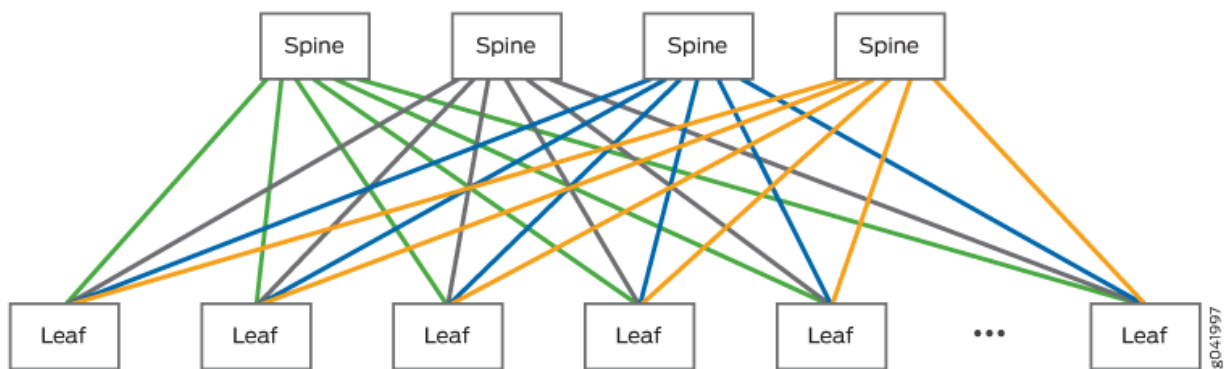 Spine Spine Spine Spine
Leaf Leaf Leaf Leaf Leaf ••• Leaf
g041997